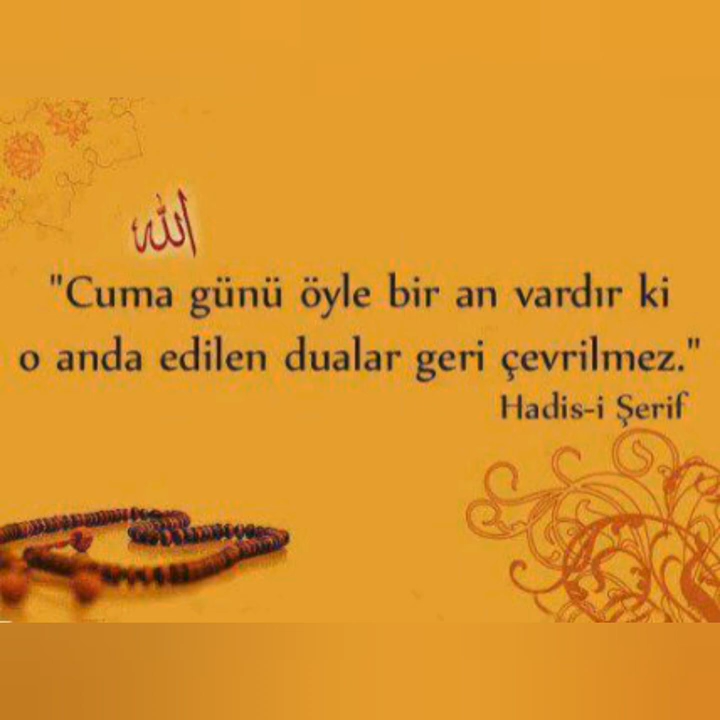 الله
"Cuma günü öyle bir an vardır ki
o anda edilen dualar geri çevrilmez."
Hadis-i Şerif